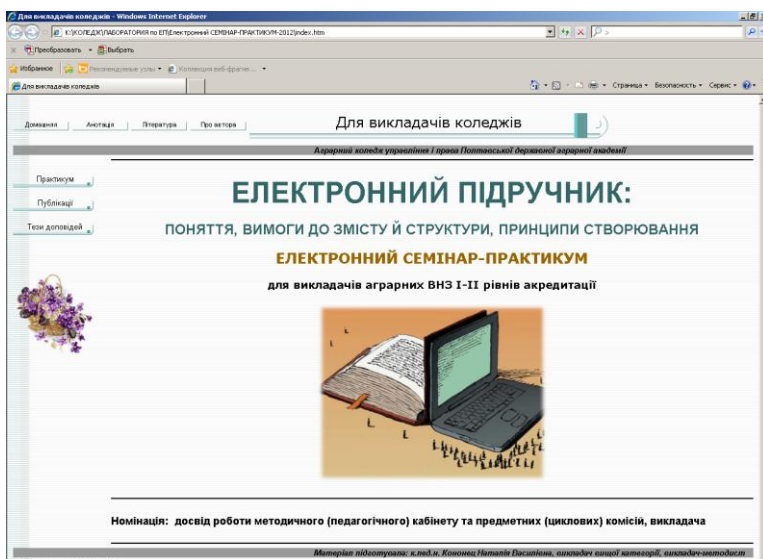 Для викладачів коледжів - Windows Internet Explorer
K:\КОЛЕДЖ\ЛАБОРАТОРИЯ по ЕП\Електронний СЕМІНАР-ПРАКТИКУМ-2012\index.htm
Преобразовать Выбрать
Избранное Рекомендуемые узлы Коллекция веб-фрагме...
Для викладачів коледжів Страница Безопасность Сервис
Домашня Анотація Література Про автора Для викладачів коледжів
Аграрний коледж управління і права Полтавської державної аграрної академії
Практикум
Публікації
Тези доповідей
ЕЛЕКТРОННИЙ ПІДРУЧНИК:
ПОНЯТТЯ, ВИМОГИ ДО ЗМІСТУ Й СТРУКТУРИ, ПРИНЦИПИ СТВОРЮВАННЯ
ЕЛЕКТРОННИЙ СЕМІНАР-ПРАКТИКУМ
для викладачів аграрних ВНЗ І-ІІ рівнів акредитації
Номінація: досвід роботи методичного (педагогічного) кабінету та предметних (циклових) комісій, викладача
Матеріал підготувала: к.пед.н. Кононец Наталія Василівна, викладач вищої категорії, викладач-методист